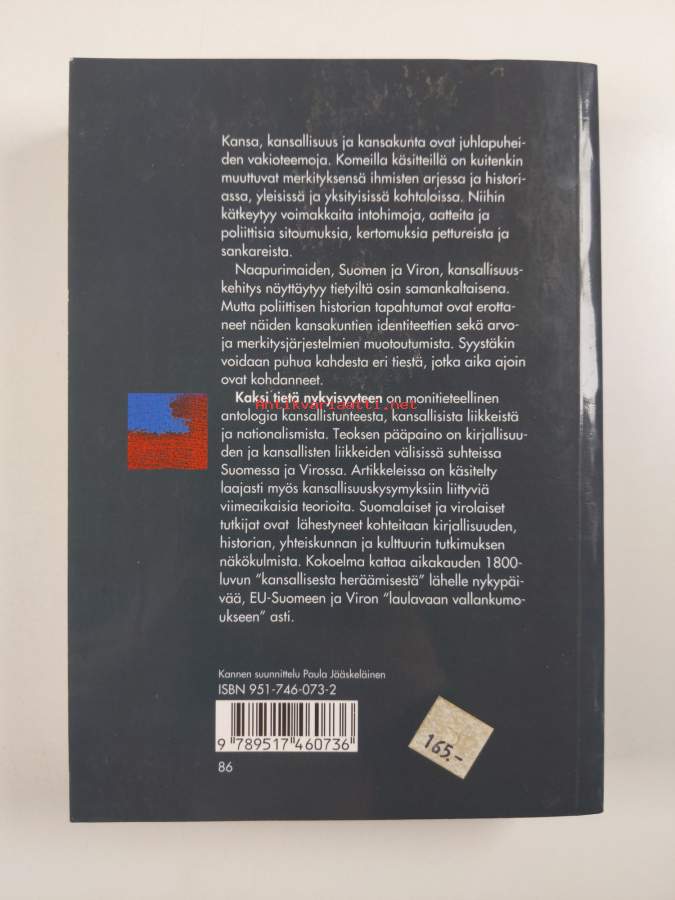 Kansa, kansallisuus ja kansakunta ovat juhlapuhei-
den vakioteemoja. Komeilla käsitteillä on kuitenkin
muuttuvat merkityksensä ihmisten arjessa ja histori-
assa, yleisissä ja yksityisissä kohtaloissa. Niihin
kätkeytyy voimakkaita intohimoja, aatteita ja
poliittisia sitoumuksia, kertomuksia pettureista ja
sankareista.
Naapurimaiden, Suomen ja Viron, kansallisuus-
kehitys näyttäytyy tietyiltä osin samankaltaisena.
Mutta poliittisen historian tapahtumat ovat erotta-
neet näiden kansakuntien identiteettien sekä arvo-
ja merkitysjärjestelmien muotoutumista. Syystäkin
voidaan puhua kahdesta eri tiestä, jotka aika ajoin
ovat kohdanneet.
Kaksi tietä nykyisyyteen on monitieteellinen
antikvariaatti.net
antologia kansallistunteesta, kansallisista liikkeistä
ja nationalismista. Teoksen pääpaino on kirjallisuu-
den ja kansallisten liikkeiden välisissä suhteissa
Suomessa ja Virossa. Artikkeleissa on käsitelty
laajasti myös kansallisuuskysymyksiin liittyviä
viimeaikaisia teorioita. Suomalaiset ja virolaiset
tutkijat ovat lähestyneet kohteitaan kirjallisuuden,
historian, yhteiskunnan ja kulttuurin tutkimuksen
näkökulmista. Kokoelma kattaa aikakauden 1800-
luvun "kansallisesta heräämisestä" lähelle nykypäi-
vää, EU-Suomeen ja Viron "laulavaan vallankumo-
ukseen" asti.
Kannen suunnittelu Paula Jääskeläinen
ISBN 951-746-073-2
9 789517 460736
86
165.-